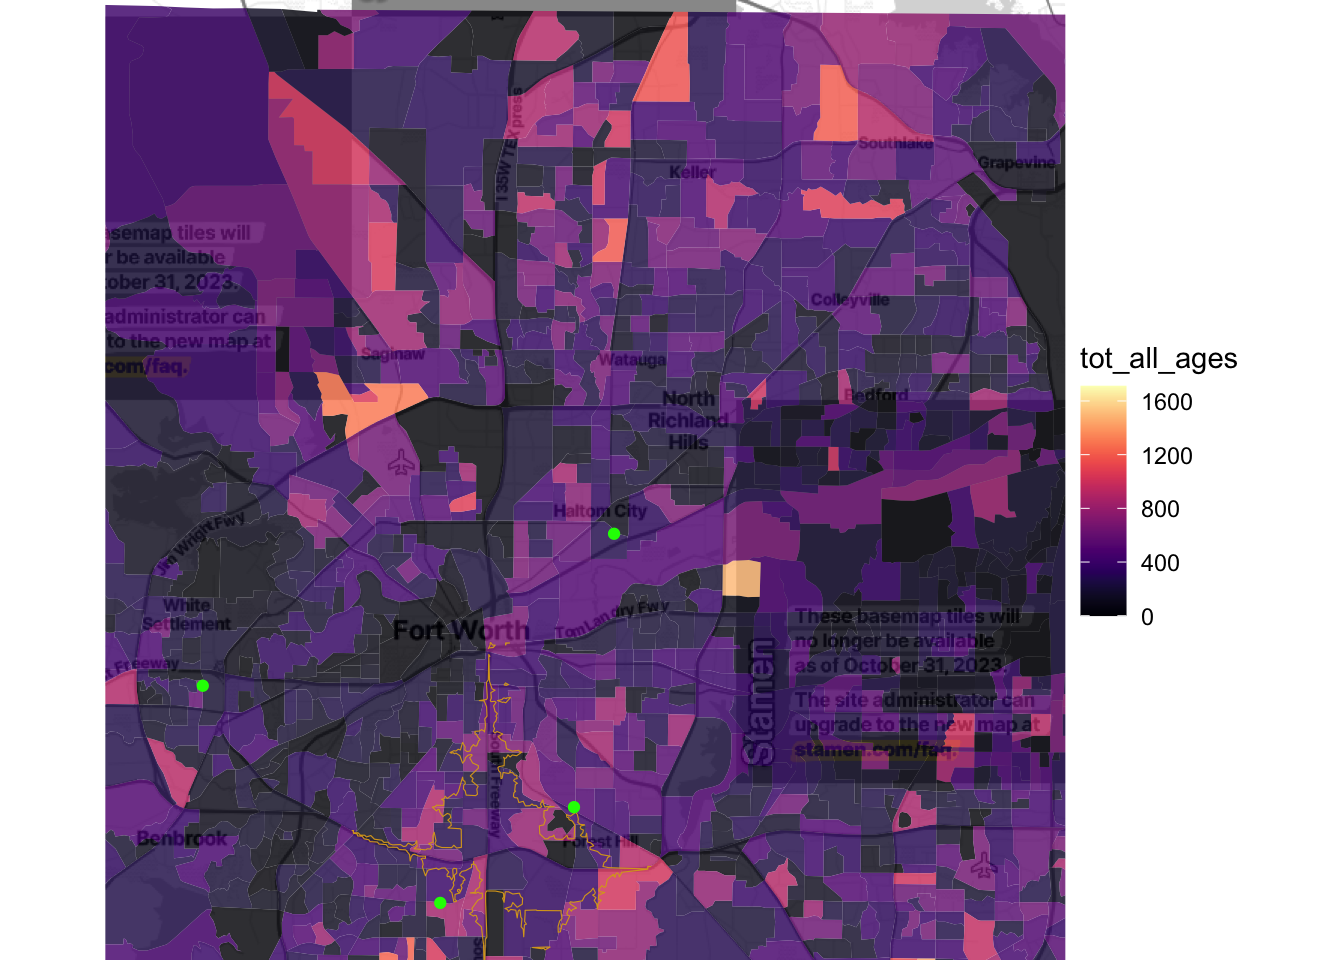 I 35W TEXpress
Southlake
Grapevine
Keller
asemap tiles will
r be available
tober 31, 2023.
administrator can
to the new map at
com/faq.
Colleyville
Saginaw
Watauga
North
Richland
Hills
Bedford
tot_all_ages
1600
1200
800
400
0
Haltom City
Jim Wright Fwy
White
Settlement
Fort Worth
Tom Landry Fwy
t Freeway
Stamen
These basemap tiles will
no longer be available
as of October 31, 2023.
The site administrator can
upgrade to the new map at
stamen.com/faq.
South Freeway
Benbrook
Forest Hill